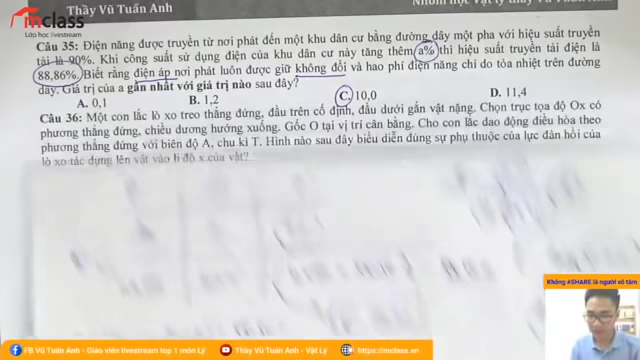 mclass
Lớp học livestream
Thầy Vũ Tuấn Anh
Câu 35: Điện năng được truyền từ nơi phát đến một khu dân cư bằng đường dây một pha với hiệu suất truyền
tải là 90%. Khi công suất sử dụng điện của khu dân cư này tăng thêm a% thì hiệu suất truyền tải điện là
88,86%. Biết rằng điện áp nơi phát luôn được giữ không đổi và hao phí điện năng chỉ do tỏa nhiệt trên đường
dây. Giá trị của a gần nhất với giá trị nào sau đây?
A. 0,1 B. 1,2 C. 10,0 D. 11,4
Câu 36: Một con lắc lò xo treo thẳng đứng, đầu trên cố định, đầu dưới gắn vật nặng. Chọn trục tọa độ Ox có
phương thẳng đứng, chiều dương hướng xuống. Gốc O tại vị trí cân bằng. Cho con lắc dao động điều hòa theo
phương thẳng đứng với biên độ A, chu kì T. Hình nào sau đây biểu diễn đúng sự phụ thuộc của lực đàn hồi của
lò xo tác dụng lên vật vào li độ x của vật?
Không #SHARE là người vô tâm
FB Vũ Tuấn Anh - Giáo viên livestream top 1 môn Lý
Thầy Vũ Tuấn Anh - Vật Lý
https://mclass.vn